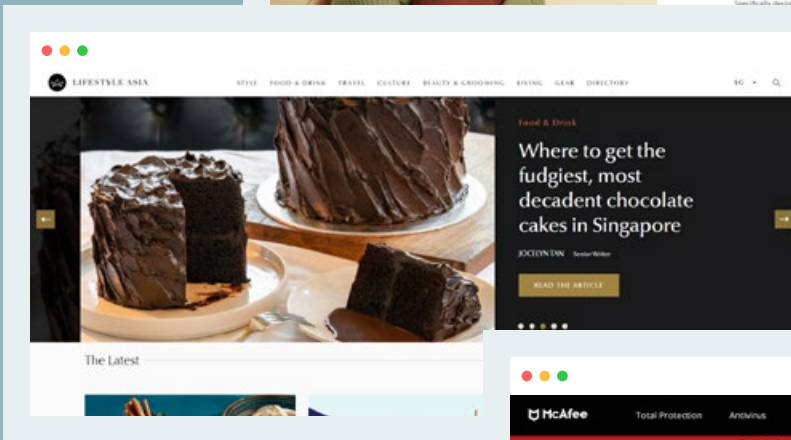 LIFESTYLE ASIA
STYLE FOOD & DRINK TRAVEL CULTURE BEAUTY & GROOMING LIVING GEAR DIRECTORY
SG
Food & Drink
Where to get the
fudgiest, most
decadent chocolate
cakes in Singapore
JOCELYN TAN Senior Writer
READ THE ARTICLE
The Latest
McAfee
Total Protection Antivirus